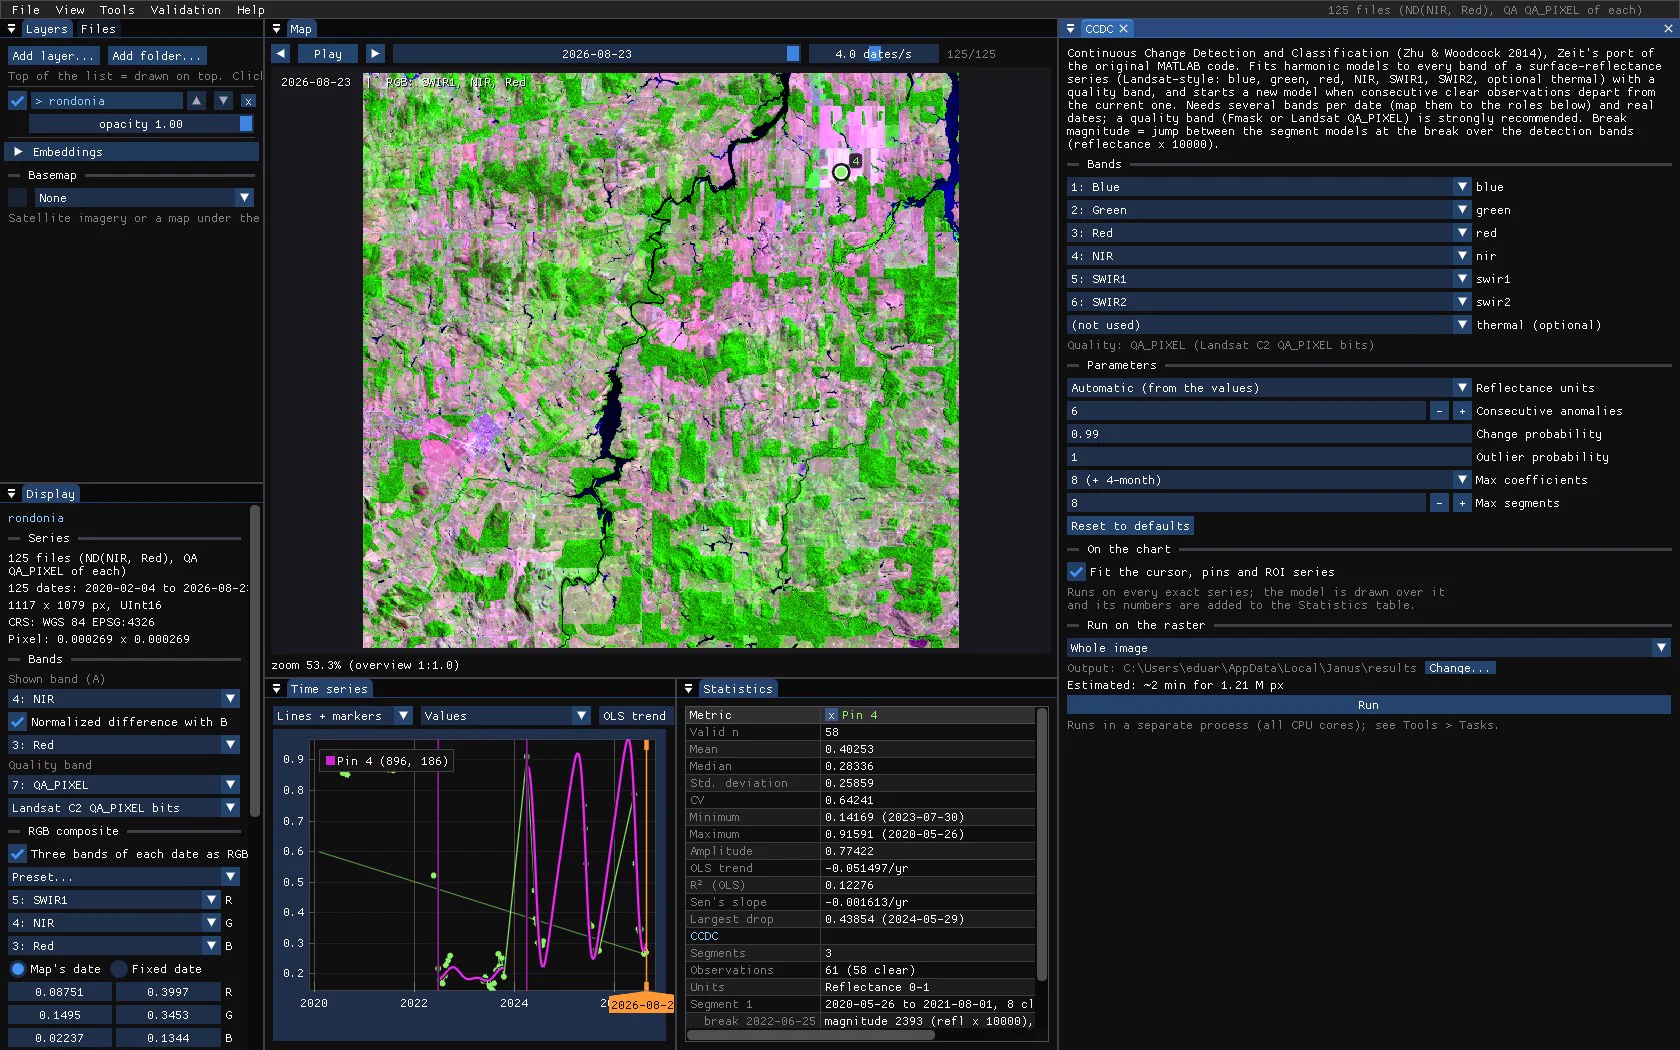 File View Tools Validation Help
125 files (ND(NIR, Red), QA QA_PIXEL of each)
Layers Files
Add layer... Add folder...
Top of the list = drawn on top. Clic
> rondonia x
opacity 1.00
Embeddings
Basemap
None
Satellite imagery or a map under the
Display
rondonia
Series
125 files (ND(NIR, Red), QA
QA_PIXEL of each)
125 dates: 2020-02-04 to 2026-08-2
1117 x 1079 px, UInt16
CRS: WGS 84 EPSG:4326
Pixel: 0.000269 x 0.000269
Bands
Shown band (A)
4: NIR
Normalized difference with B
3: Red
Quality band
7: QA_PIXEL
Landsat C2 QA_PIXEL bits
RGB composite
Three bands of each date as RGB
Preset...
5: SWIR1 R
4: NIR G
3: Red B
Map's date Fixed date
0.08751 0.3997 R
0.1495 0.3453 G
0.02237 0.1344 B
Map
Play 2026-08-23 4.0 dates/s 125/125
2026-08-23 | RGB: SWIR1, NIR, Red
4
zoom 53.3% (overview 1:1.0)
Time series
Lines + markers Values OLS trend
Pin 4 (896, 186)
0.9
0.8
0.7
0.6
0.5
0.4
0.3
0.2
2020 2022 2024 2 2026-08-2
Statistics
Metric x Pin 4
Valid n 58
Mean 0.40253
Median 0.28336
Std. deviation 0.25859
CV 0.64241
Minimum 0.14169 (2023-07-30)
Maximum 0.91591 (2020-05-26)
Amplitude 0.77422
OLS trend -0.051497/yr
R² (OLS) 0.12276
Sen's slope -0.001613/yr
Largest drop 0.43854 (2024-05-29)
CCDC
Segments 3
Observations 61 (58 clear)
Units Reflectance 0-1
Segment 1 2020-05-26 to 2021-08-01, 8 cl
break 2022-06-25 magnitude 2393 (refl x 10000),
CCDC
Continuous Change Detection and Classification (Zhu & Woodcock 2014), Zeit's port of
the original MATLAB code. Fits harmonic models to every band of a surface-reflectance
series (Landsat-style: blue, green, red, NIR, SWIR1, SWIR2, optional thermal) with a
quality band, and starts a new model when consecutive clear observations depart from
the current one. Needs several bands per date (map them to the roles below) and real
dates; a quality band (Fmask or Landsat QA_PIXEL) is strongly recommended. Break
magnitude = jump between the segment models at the break over the detection bands
(reflectance x 10000).
Bands
1: Blue blue
2: Green green
3: Red red
4: NIR nir
5: SWIR1 swir1
6: SWIR2 swir2
(not used) thermal (optional)
Quality: QA_PIXEL (Landsat C2 QA_PIXEL bits)
Parameters
Automatic (from the values) Reflectance units
6 - + Consecutive anomalies
0.99 Change probability
1 Outlier probability
8 (+ 4-month) Max coefficients
8 - + Max segments
Reset to defaults
On the chart
Fit the cursor, pins and ROI series
Runs on every exact series; the model is drawn over it
and its numbers are added to the Statistics table.
Run on the raster
Whole image
Output: C:\Users\eduar\AppData\Local\Janus\results Change...
Estimated: ~2 min for 1.21 M px
Run
Runs in a separate process (all CPU cores); see Tools > Tasks.